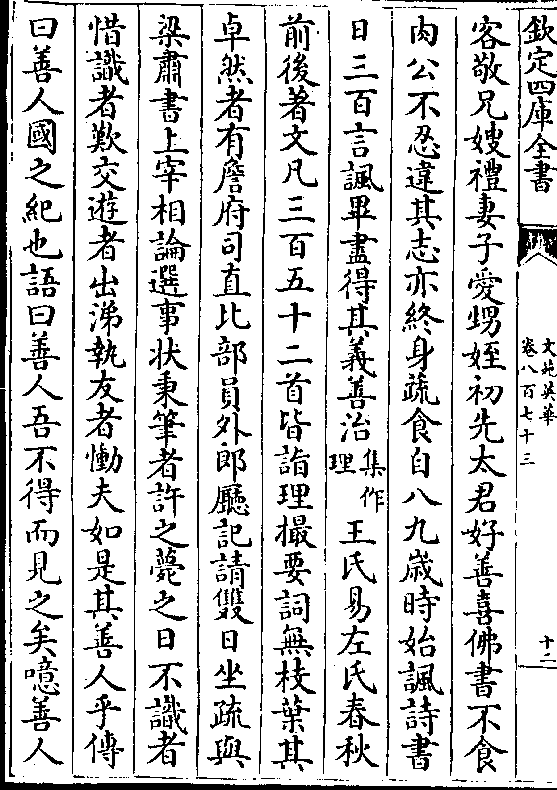 欽定四庫全書
文苑英華
卷八百七十三
十二
客敬兄嫂禮妻子愛甥姪初先太君好善喜佛書不食
肉公不忍違其志亦終身蔬食自八九歳時始諷詩書
日三百言諷畢盡得其義善治集作理王氏易左氏春秋
前後著文凡三百五十二首皆詣理撮要詞無枝葉其
卓然者有詹府司直比部員外郎廳記請雙日坐疏與
梁肅書上宰相論選事状秉筆者許之薨之日不識者
惜識者歎交遊者出涕執友者慟夫如是其善人乎傳
曰善人國之紀也語曰善人吾不得而見之矣噫善人